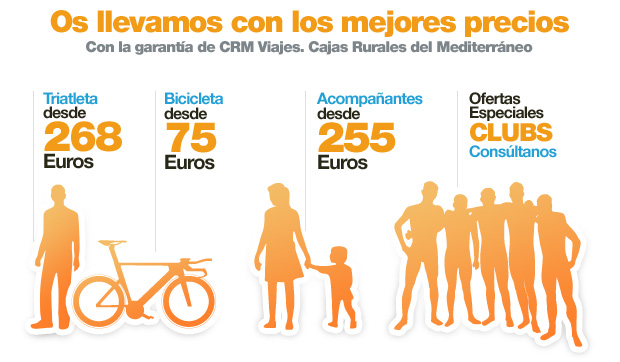 Os llevamos con los mejores precios
Con la garantía de CRM Viajes. Cajas Rurales del Mediterráneo
Triatleta
desde
268
Euros
Bicicleta
desde
75
Euros
Acompañantes
desde
255
Euros
Ofertas
Especiales
CLUBS
Consúltanos